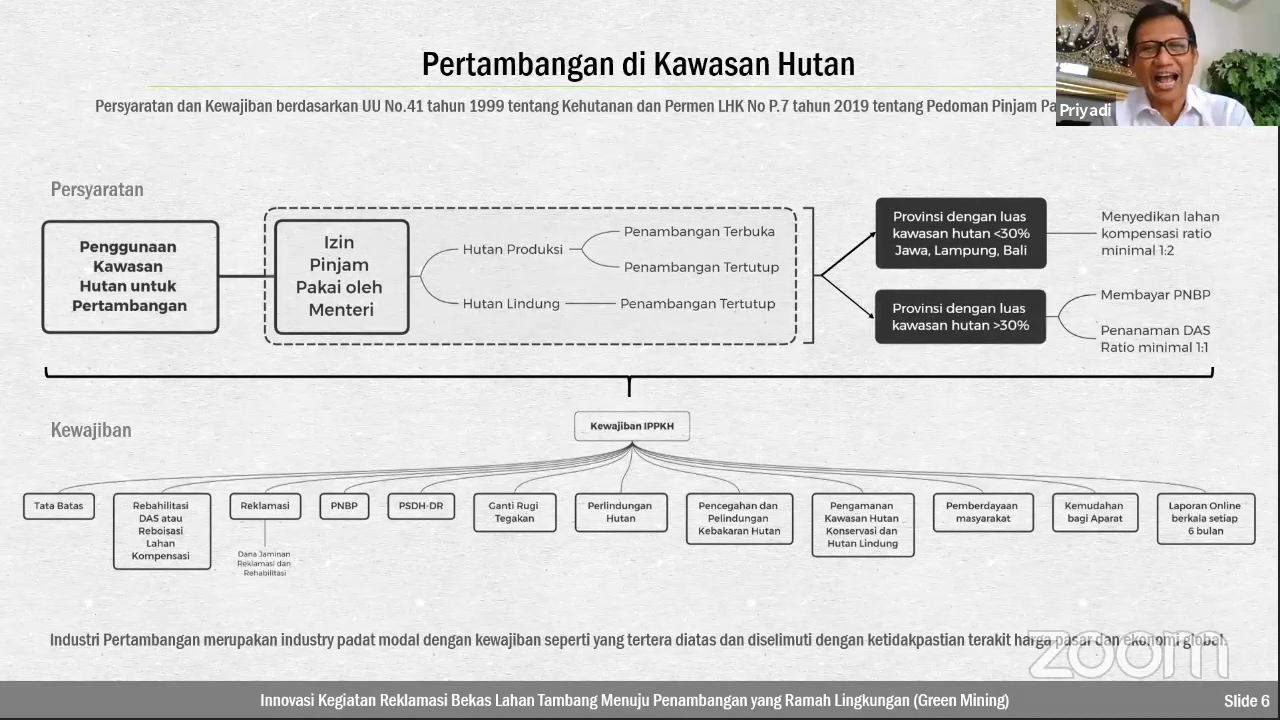 Pertambangan di Kawasan Hutan
Persyaratan dan Kewajiban berdasarkan UU No.41 tahun 1999 tentang Kehutanan dan Permen LHK No P.7 tahun 2019 tentang Pedoman Pinjam
Priyadi
Persyaratan
Penggunaan
Kawasan
Hutan untuk
Pertambangan
Izin
Pinjam
Pakai oleh
Menteri
Hutan Produksi
Penambangan Terbuka
Penambangan Tertutup
Hutan Lindung
Penambangan Tertutup
Provinsi dengan luas
kawasan hutan <30%
Jawa, Lampung, Bali
Menyedikan lahan
kompensasi ratio
minimal 1:2
Provinsi dengan luas
kawasan hutan >30%
Membayar PNBP
Penanaman DAS
Ratio minimal 1:1
Kewajiban
Kewajiban IPPKH
Tata Batas
Rehabilitasi
DAS atau
Reboisasi
Lahan
Kompensasi
Reklamasi
Dana Jaminan
Reklamasi dan
Rehabilitasi
PNBP
PSDH-DR
Ganti Rugi
Tegakan
Perlindungan
Hutan
Pencegahan dan
Pelindungan
Kebakaran Hutan
Pengamanan
Kawasan Hutan
Konservasi dan
Hutan Lindung
Pemberdayaan
masyarakat
Kemudahan
bagi Aparat
Laporan Online
berkala setiap
6 bulan
Industri Pertambangan merupakan industry padat modal dengan kewajiban seperti yang tertera diatas dan diselimuti dengan ketidakpastian terakit harga pasar dan ekonomi global.
zoom
Innovasi Kegiatan Reklamasi Bekas Lahan Tambang Menuju Penambangan yang Ramah Lingkungan (Green Mining)
Slide 6